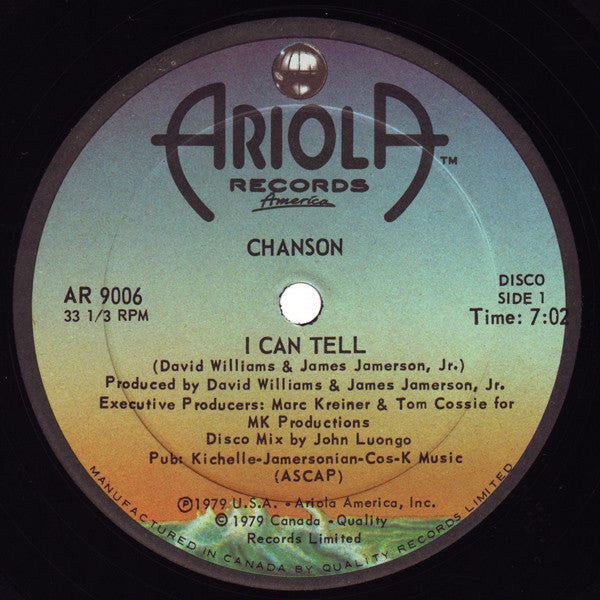 ARIOLA™
RECORDS
America
CHANSON
AR 9006
33 1/3 RPM
DISCO
SIDE 1
Time: 7:02
I CAN TELL
(David Williams & James Jamerson, Jr.)
Produced by David Williams & James Jamerson, Jr.
Executive Producers: Marc Kreiner & Tom Cossie for
MK Productions
Disco Mix by John Luongo
Pub: Kichelle-Jamersonian-Cos-K Music
(ASCAP)
℗1979 U.S.A. - Ariola America, Inc.
© 1979 Canada - Quality
Records Limited
MANUFACTURED IN CANADA BY QUALITY RECORDS LIMITED